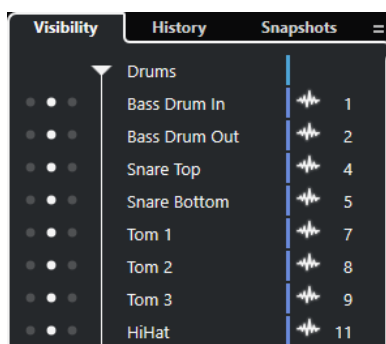 Visibility History Snapshots
Drums
Bass Drum In 1
Bass Drum Out 2
Snare Top 4
Snare Bottom 5
Tom 1 7
Tom 2 8
Tom 3 9
HiHat 11